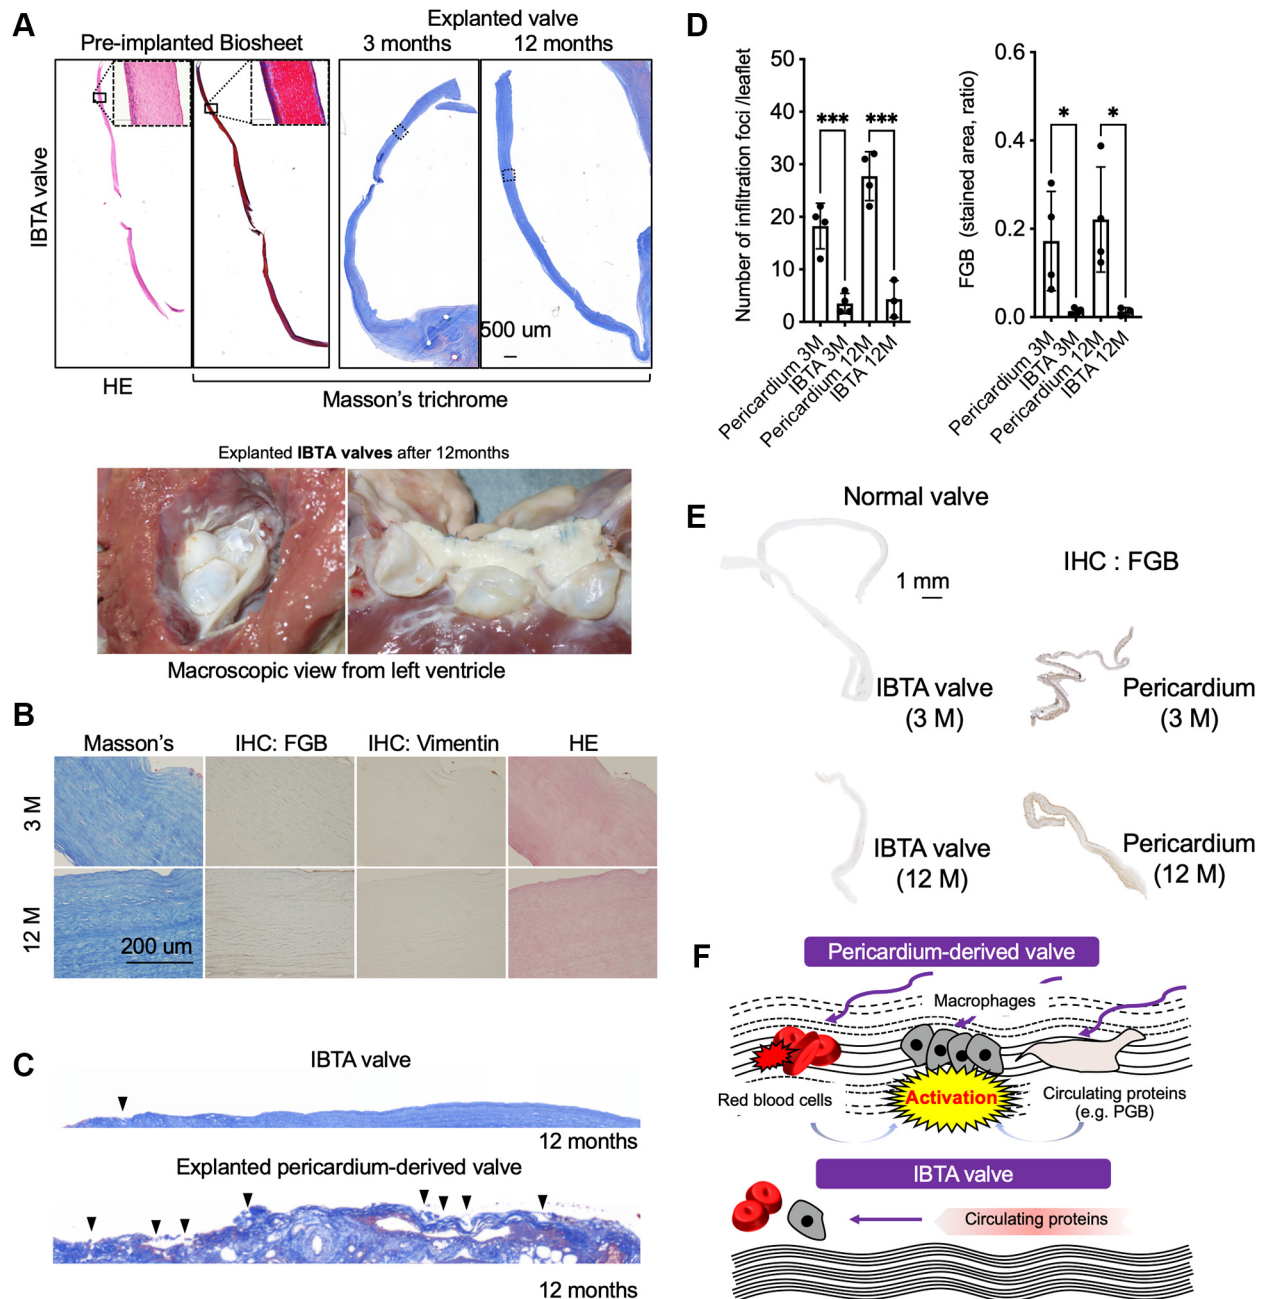 A
Explanted valve
Pre-implanted Biosheet
3 months
12 months
IBTA valve
500 um
HE
Masson's trichrome
Explanted IBTA valves after 12months
Macroscopic view from left ventricle
B
Masson's
IHC: FGB
IHC: Vimentin
HE
3 M
12 M
200 um
C
IBTA valve
12 months
Explanted pericardium-derived valve
12 months
D
Number of infiltration foci /leaflet
50
40
30
20
10
0
***
***
Pericardium 3M
IBTA 3M
Pericardium 12M
IBTA 12M
FGB (stained area, ratio)
0.6
0.4
0.2
0.0
*
*
Pericardium 3M
IBTA 3M
Pericardium 12M
IBTA 12M
E
Normal valve
1 mm
IHC : FGB
IBTA valve
(3 M)
Pericardium
(3 M)
IBTA valve
(12 M)
Pericardium
(12 M)
F
Pericardium-derived valve
Macrophages
Red blood cells
Activation
Circulating proteins
(e.g. PGB)
IBTA valve
Circulating proteins